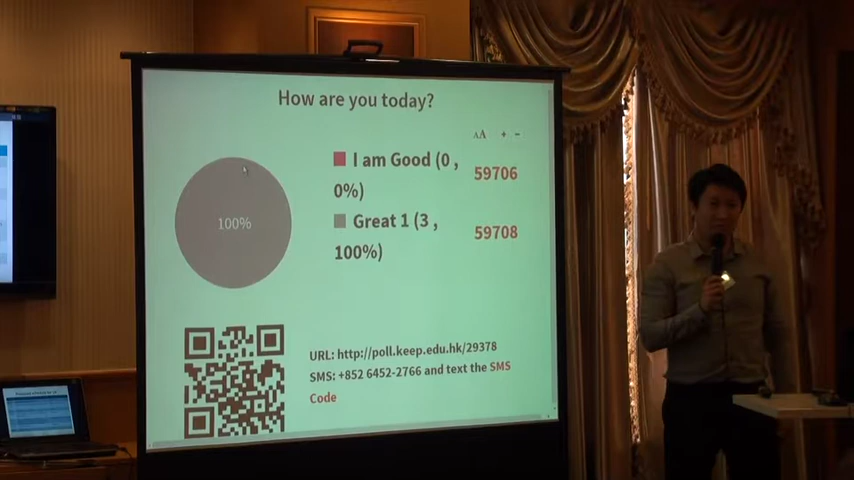 How are you today?
AA + -
I am Good (0 ,
0%)
59706
Great 1 (3 ,
100%)
59708
100%
URL: http://poll.keep.edu.hk/29378
SMS: +852 6452-2766 and text the SMS
Code